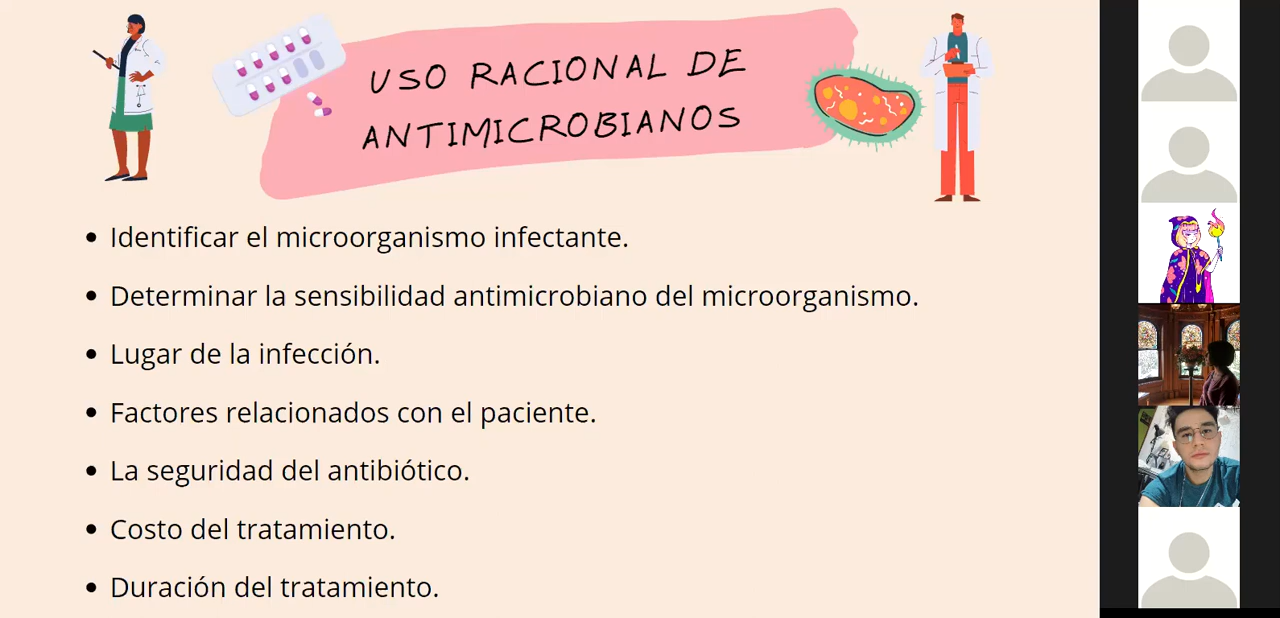 USO RACIONAL DE
ANTIMICROBIANOS
• Identificar el microorganismo infectante.
• Determinar la sensibilidad antimicrobiano del microorganismo.
• Lugar de la infección.
• Factores relacionados con el paciente.
• La seguridad del antibiótico.
• Costo del tratamiento.
• Duración del tratamiento.